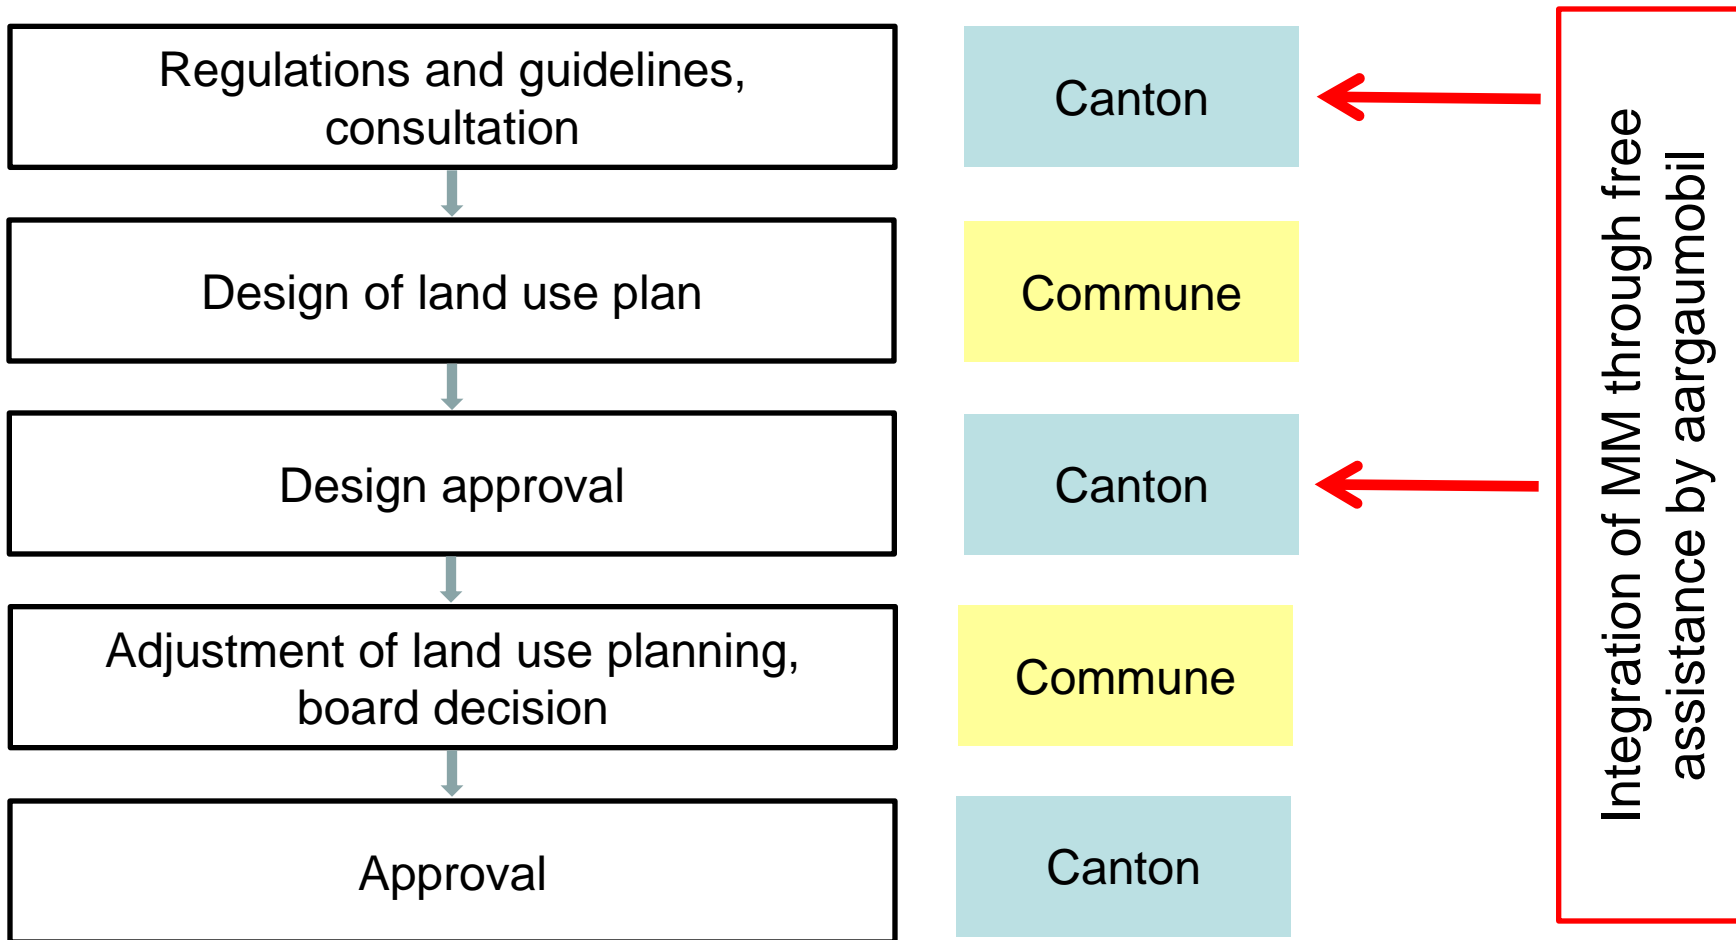 Regulations and guidelines,
consultation
Canton
Design of land use plan
Commune
Design approval
Canton
Adjustment of land use planning,
board decision
Commune
Approval
Canton
Integration of MM through free
assistance by aargaumobil